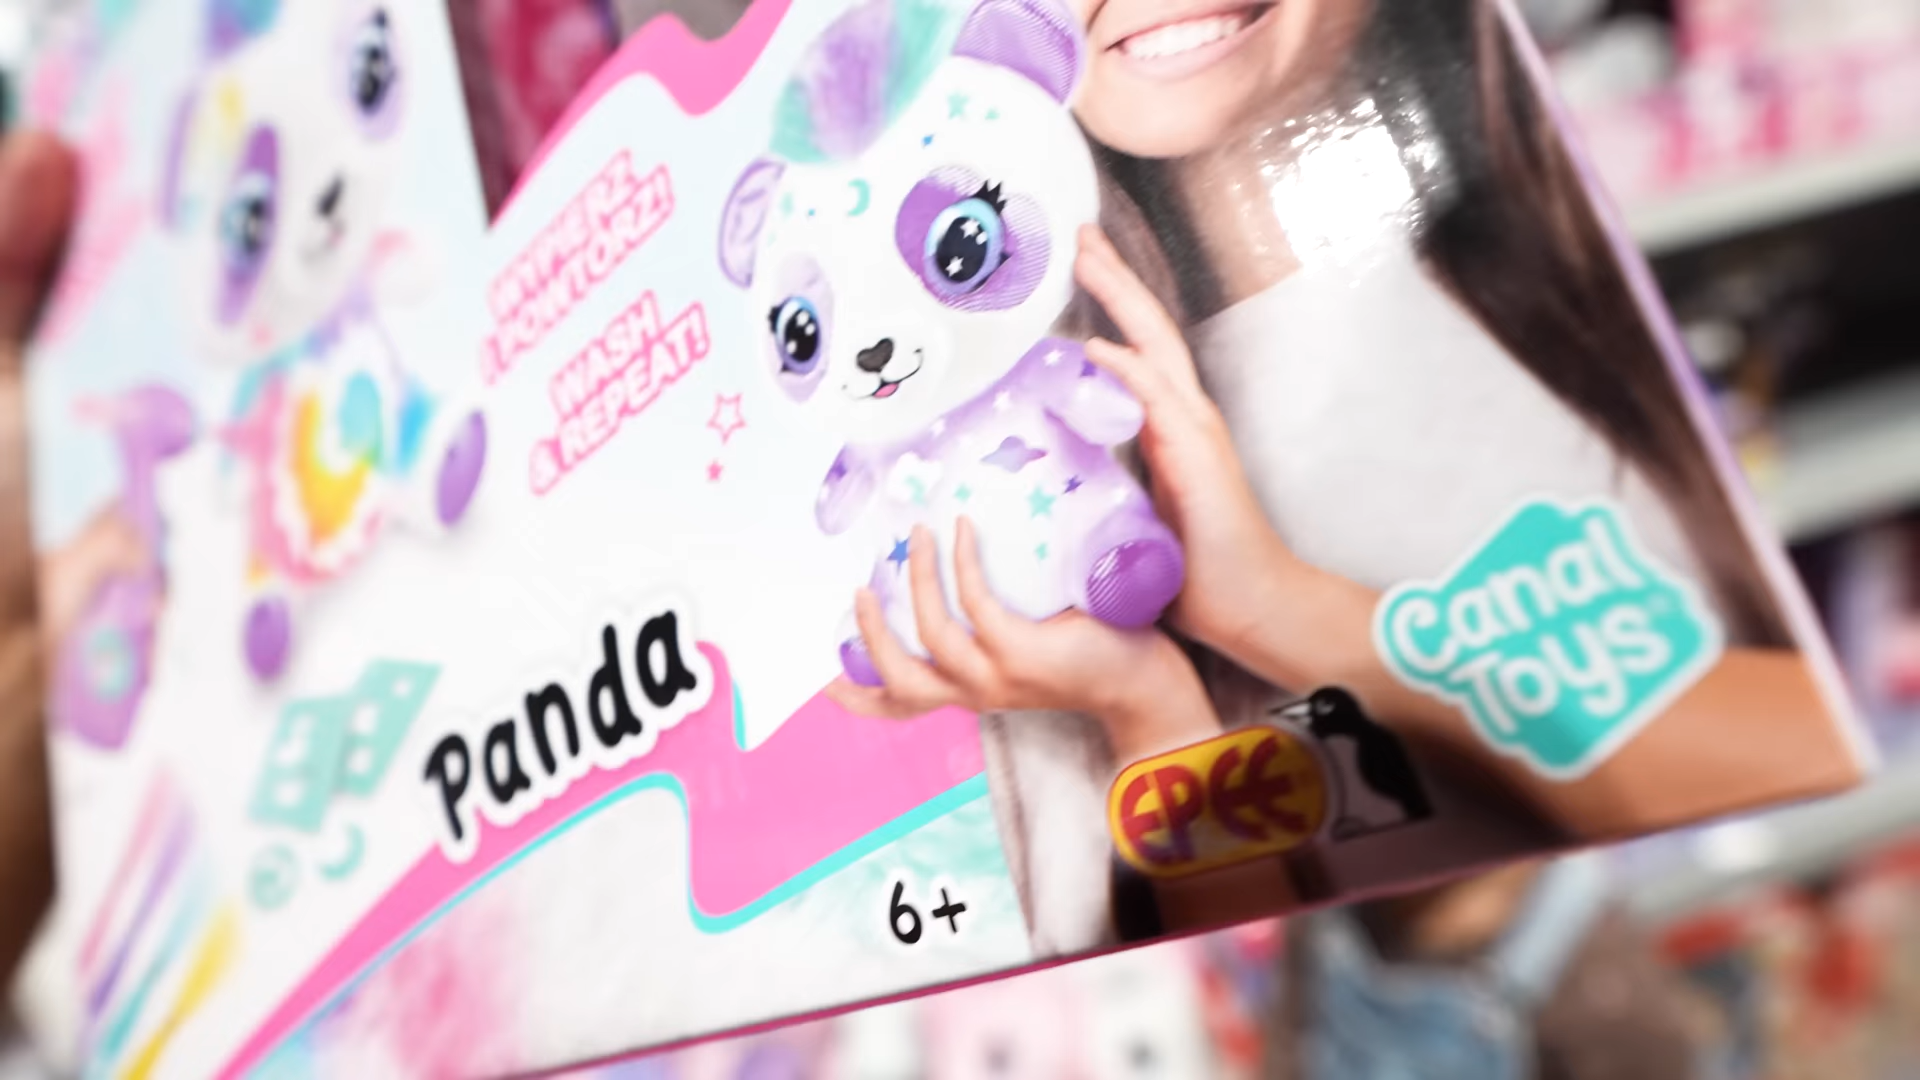 WYPIERZ
I POWTÓRZ!
WASH
& REPEAT!
Panda
6+
EPEE
Canal
Toys